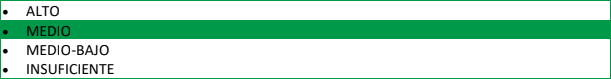 • ALTO
• MEDIO
• MEDIO-BAJO
• INSUFICIENTE